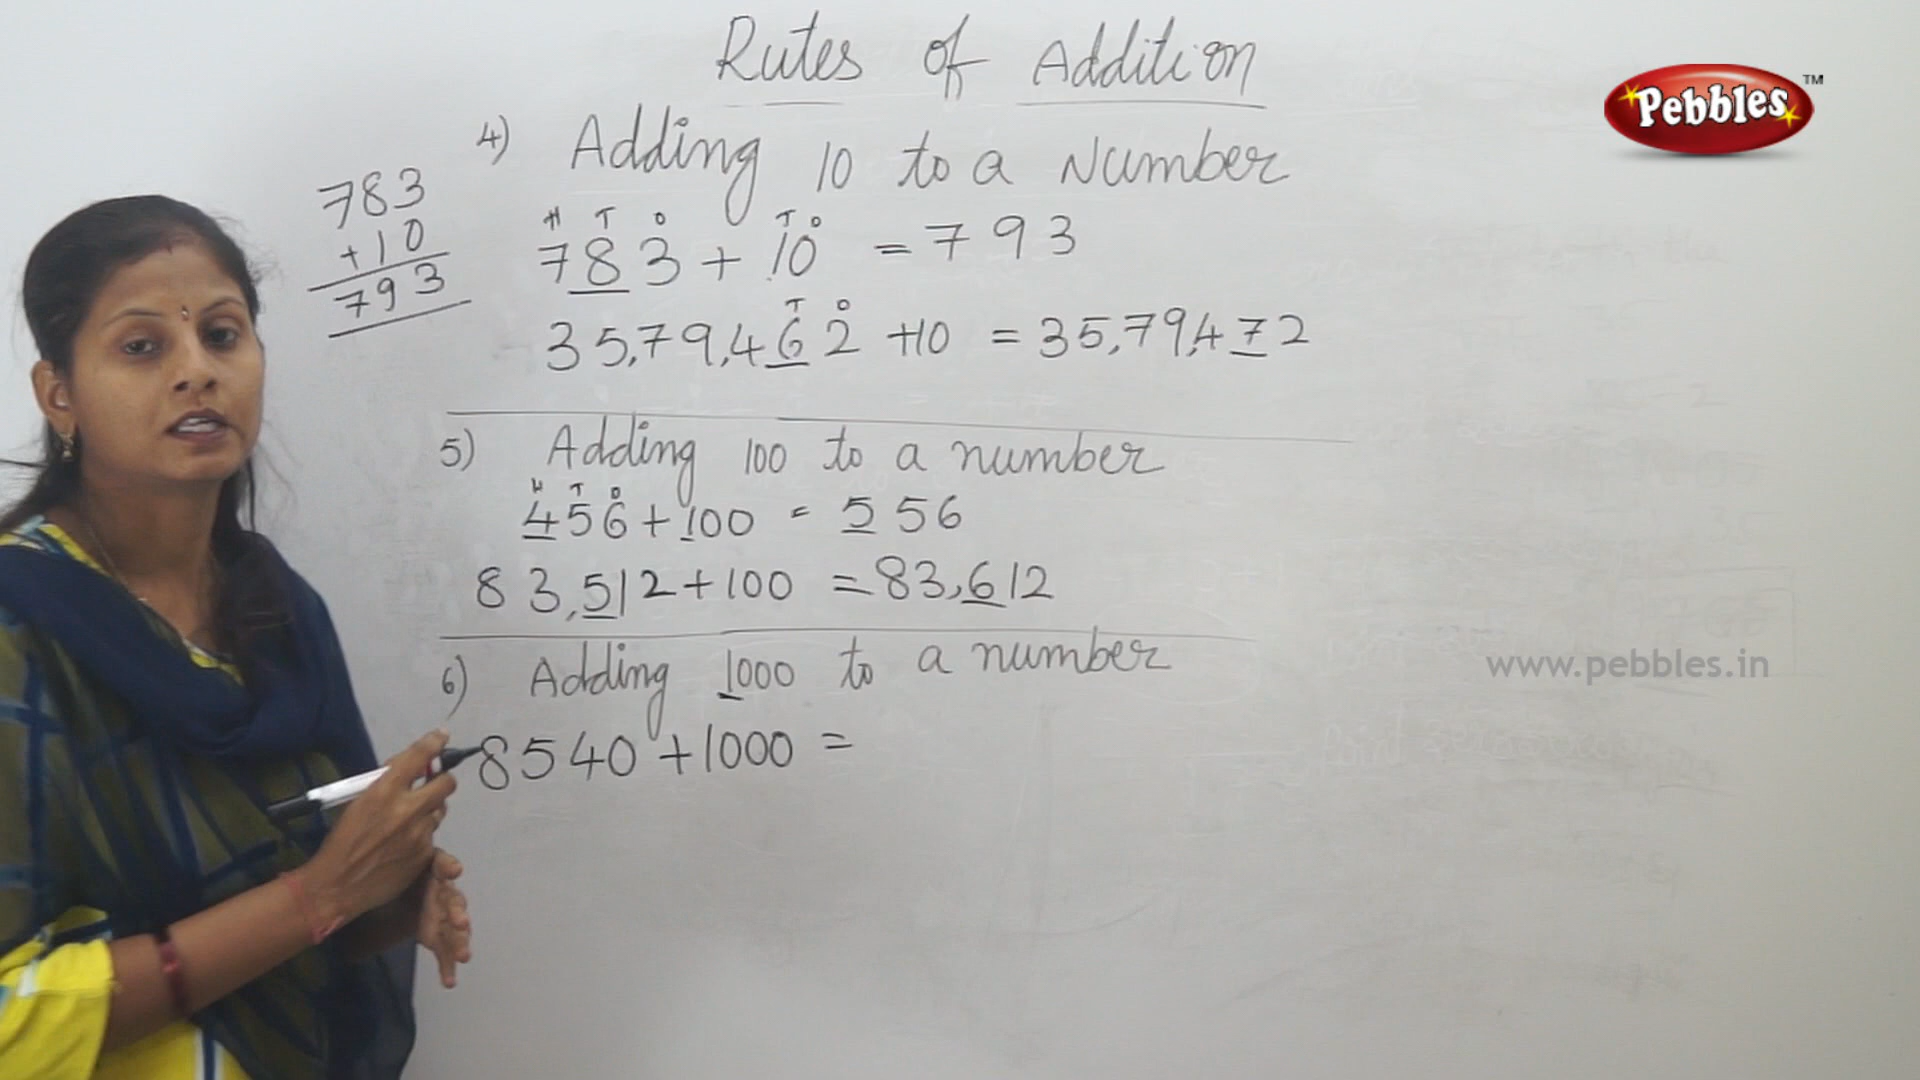 Rules of Addition
Pebbles™
4) Adding 10 to a Number
783
+10
793
H T O T O
783 + 10 = 793
T O
35,79,462 +10 = 35,79,472
5) Adding 100 to a number
H T O
456 + 100 = 556
83,512 + 100 = 83,612
6) Adding 1000 to a number
www.pebbles.in
8540 + 1000 =